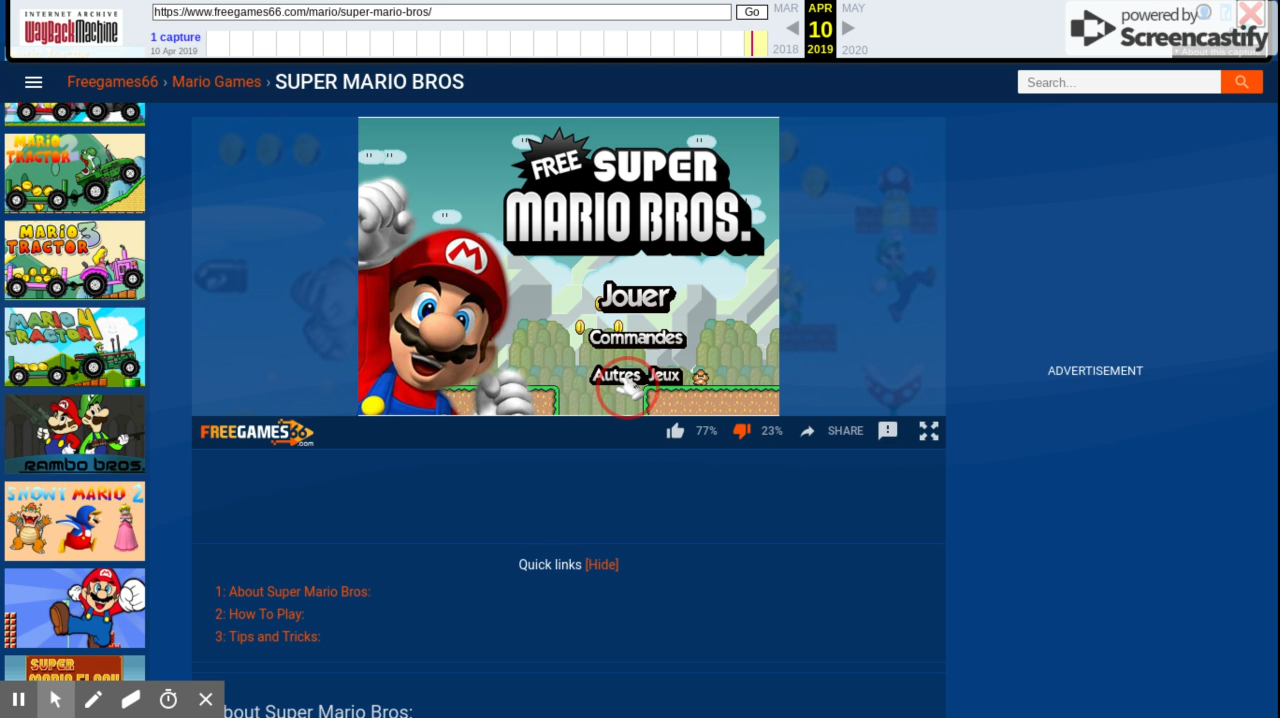 INTERNET ARCHIVE
WayBackMachine
https://www.freegames66.com/mario/super-mario-bros/
Go
MAR
APR
MAY
1 capture
10 Apr 2019
10
2018
2019
2020
powered by
Screencastify
About this capture
Freegames66 › Mario Games › SUPER MARIO BROS
Search...
MARIO
TRACTOR 2
MARIO
TRACTOR 3
MARIO
TRACTOR 4
RAMBO BROS.
SNOWY MARIO 2
SUPER
MARIO FLASH
FREE SUPER
MARIO BROS.
M
Jouer
Commandes
Autres Jeux
FREEGAMES66
.com
77%
23%
SHARE
ADVERTISEMENT
Quick links [Hide]
1: About Super Mario Bros:
2: How To Play:
3: Tips and Tricks:
bout Super Mario Bros: